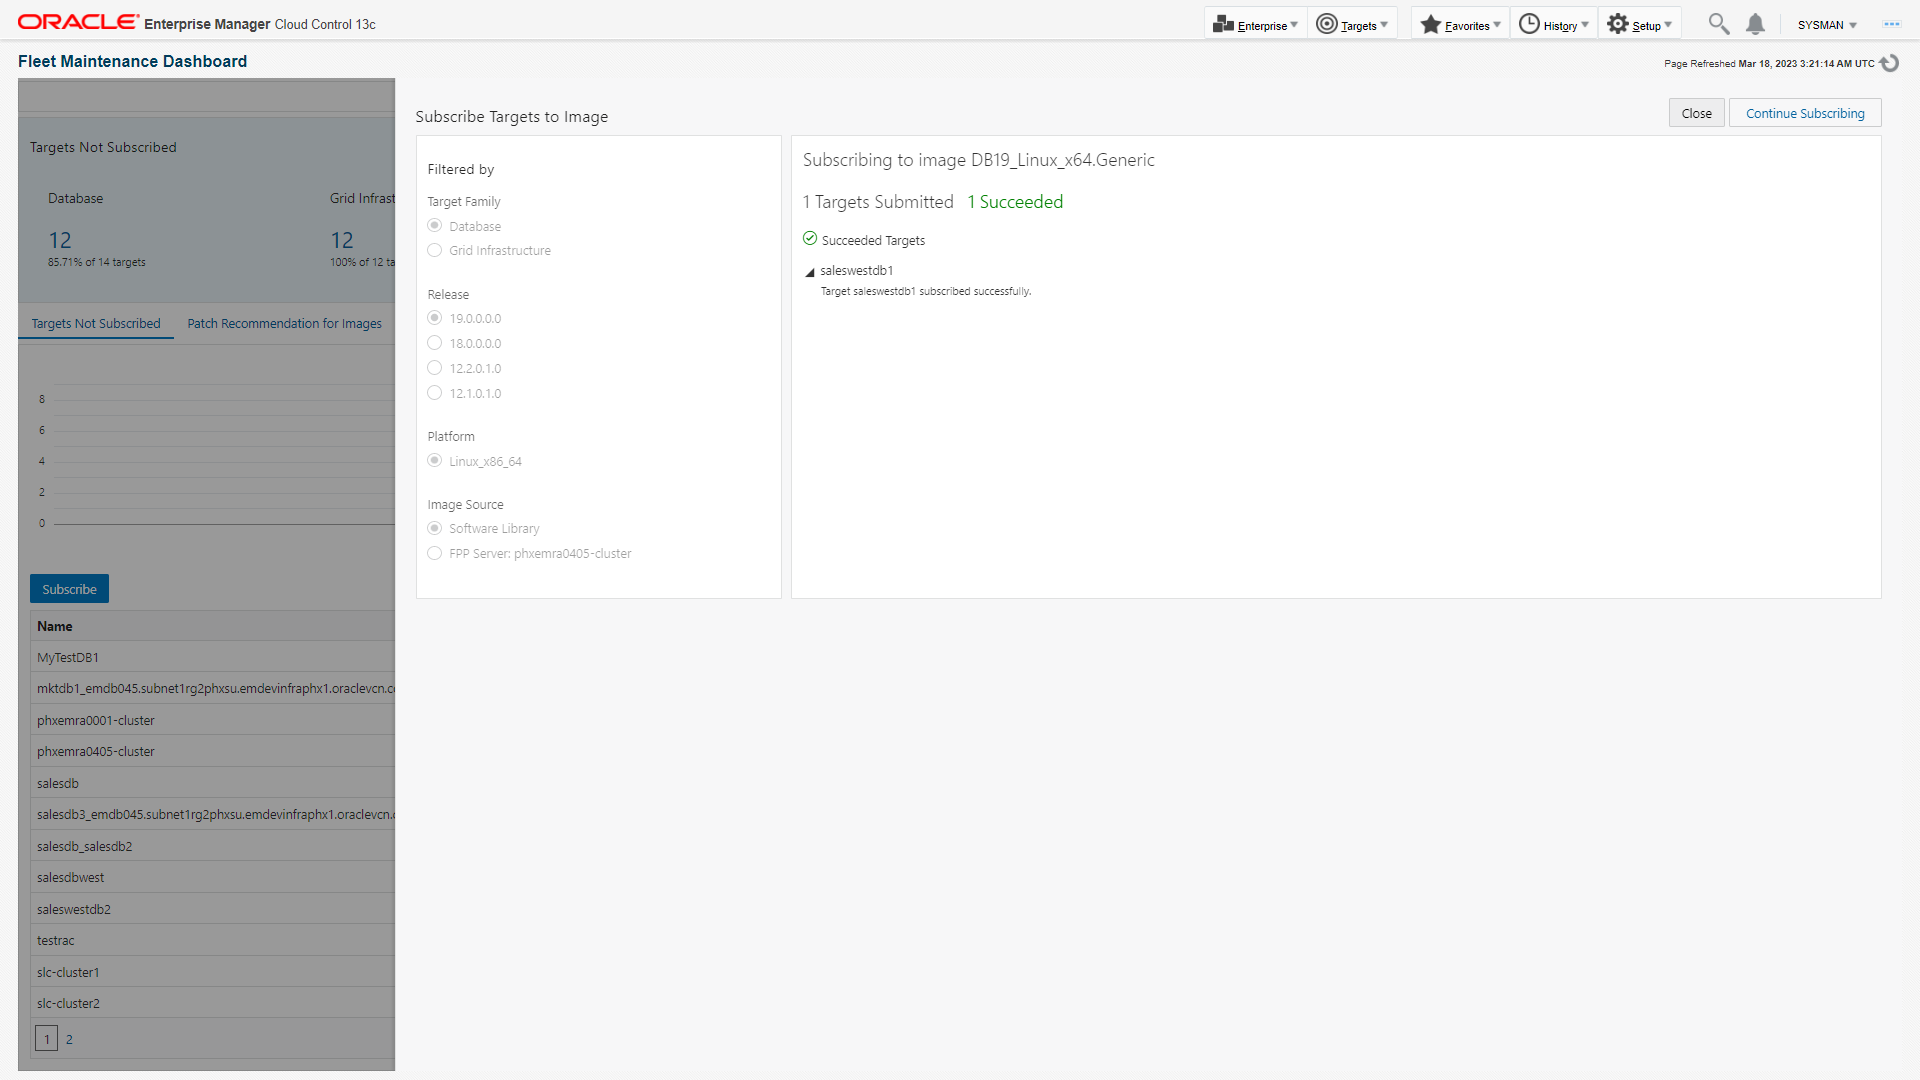 ORACLE Enterprise Manager Cloud Control 13c
Enterprise
Targets
Favorites
History
Setup
SYSMAN
Fleet Maintenance Dashboard
Page Refreshed Mar 18, 2023 3:21:14 AM UTC
Targets Not Subscribed
Database
Grid Infrast
12
12
85.71% of 14 targets
100% of 12 ta
Targets Not Subscribed
Patch Recommendation for Images
8
6
4
2
0
Subscribe
Name
MyTestDB1
mktdb1_emdb045.subnet1rg2phxsu.emdevinfraphx1.oraclevcn.c
phxemra0001-cluster
phxemra0405-cluster
salesdb
salesdb3_emdb045.subnet1rg2phxsu.emdevinfraphx1.oraclevcn.
salesdb_salesdb2
salesdbwest
saleswestdb2
testrac
slc-cluster1
slc-cluster2
1 2
Subscribe Targets to Image
Close
Continue Subscribing
Filtered by
Target Family
Database
Grid Infrastructure
Release
19.0.0.0.0
18.0.0.0.0
12.2.0.1.0
12.1.0.1.0
Platform
Linux_x86_64
Image Source
Software Library
FPP Server: phxemra0405-cluster
Subscribing to image DB19_Linux_x64.Generic
1 Targets Submitted 1 Succeeded
Succeeded Targets
saleswestdb1
Target saleswestdb1 subscribed successfully.